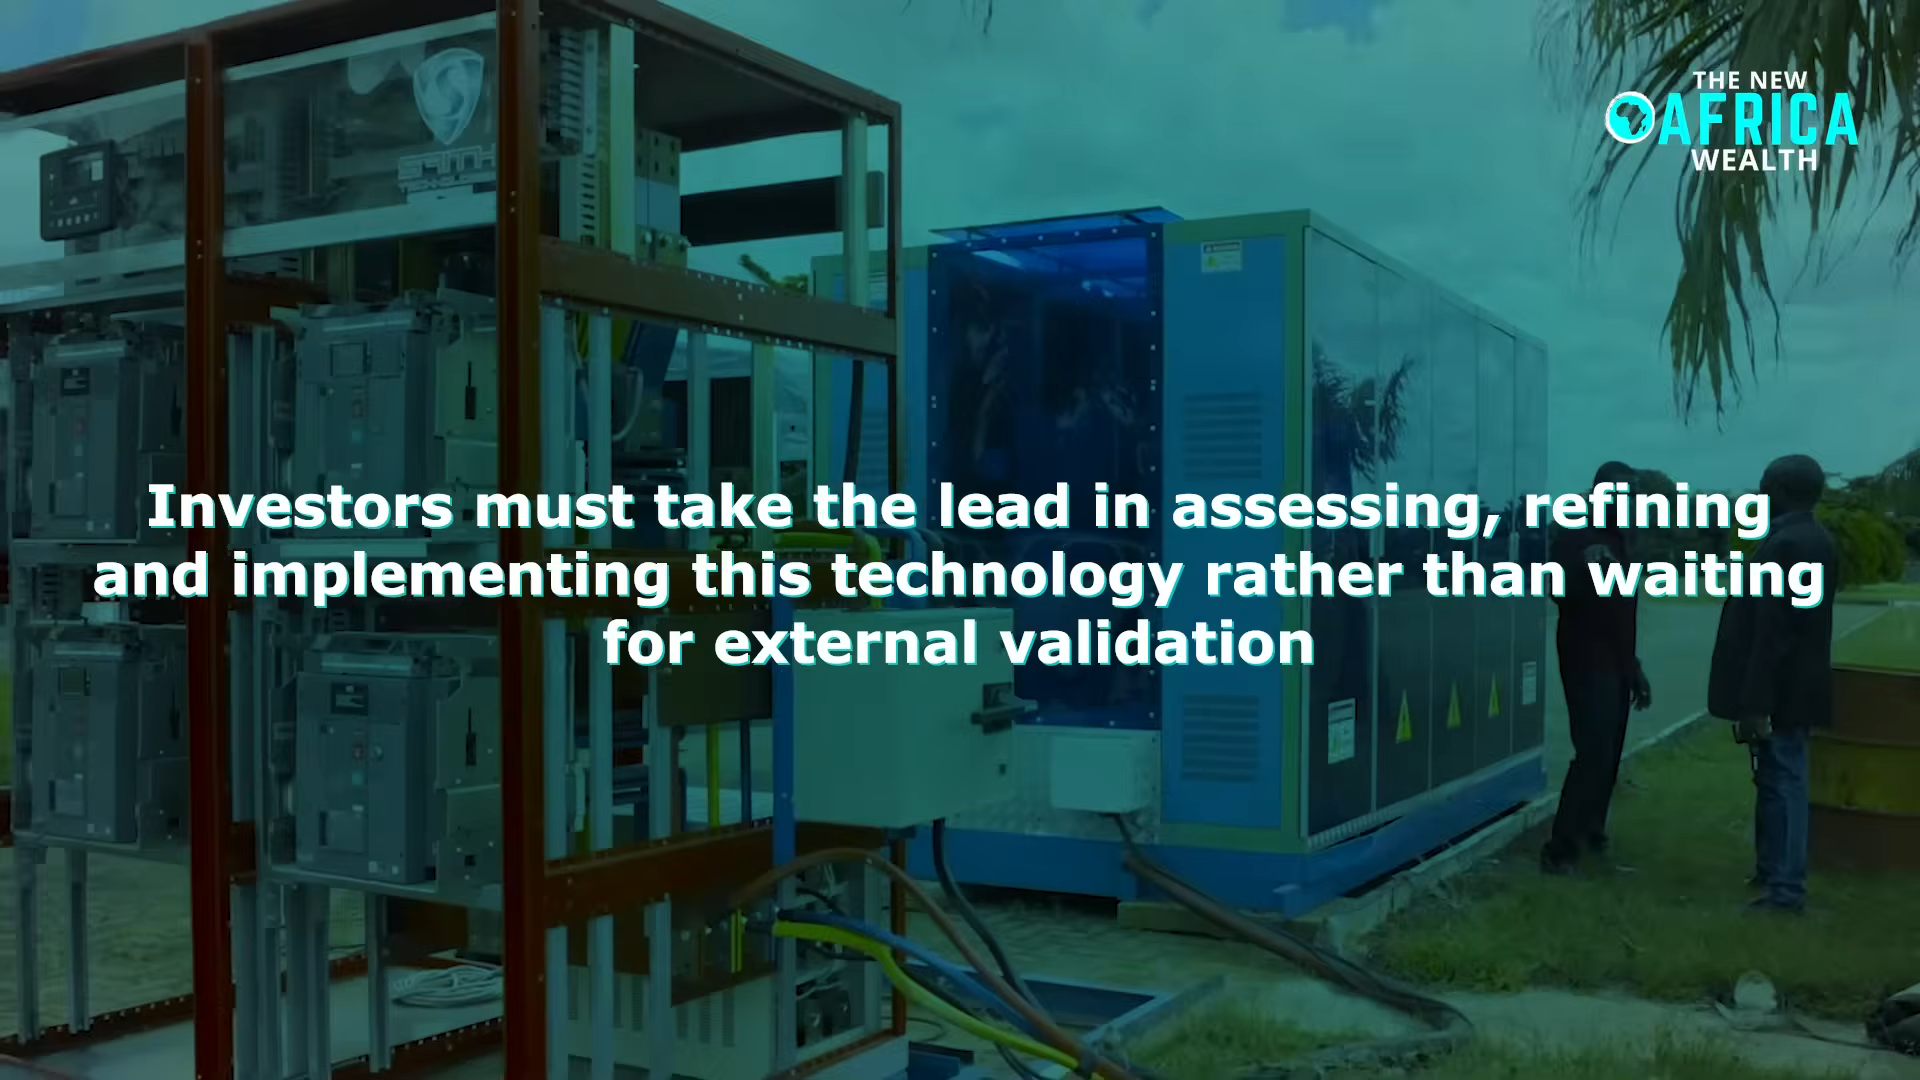 THE NEW
AFRICA
WEALTH
Investors must take the lead in assessing, refining
and implementing this technology rather than waiting
for external validation